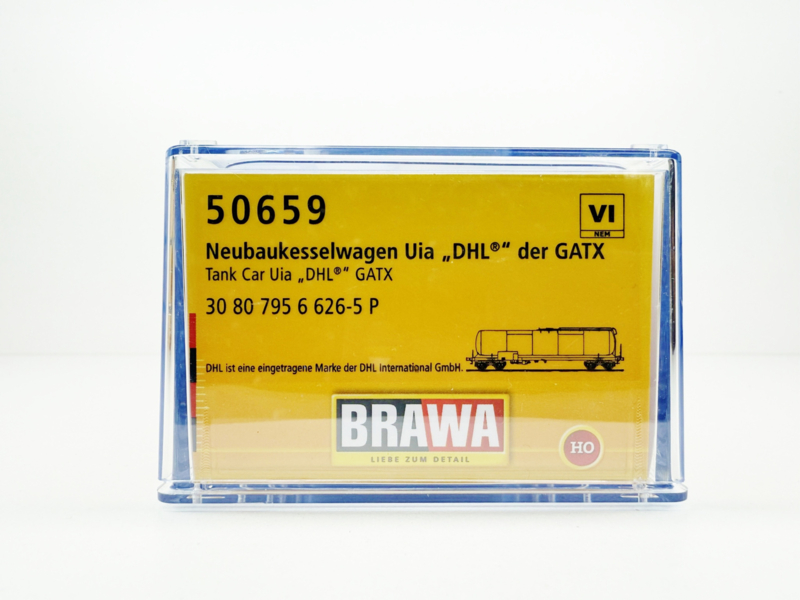 50659
VI
NEM
Neubaukesselwagen Uia „DHL®“ der GATX
Tank Car Uia „DHL®“ GATX
30 80 795 6 626-5 P
DHL ist eine eingetragene Marke der DHL International GmbH.
BRAWA
LIEBE ZUM DETAIL
HO